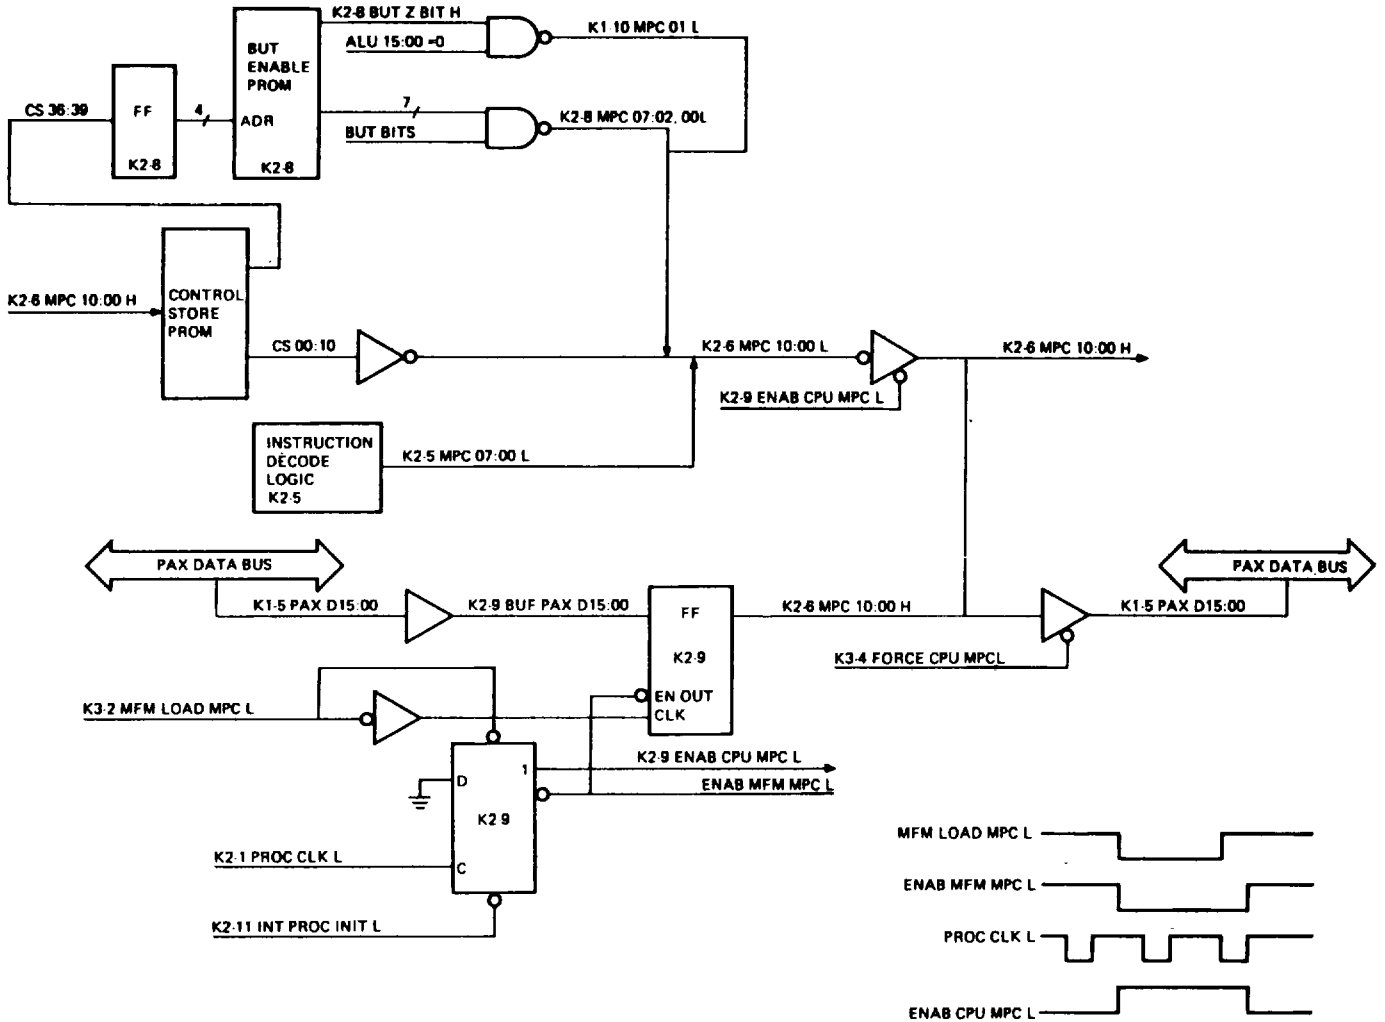 K2-8 BUT Z BIT H
ALU 15:00 =0
K1-10 MPC 01 L
BUT
ENABLE
PROM
ADR
K2-8
CS 36:39
FF
K2-8
4
7
BUT BITS
K2-8 MPC 07:02, 00L
K2-6 MPC 10:00 H
CONTROL
STORE
PROM
CS 00:10
K2-6 MPC 10:00 L
K2-6 MPC 10:00 H
K2-9 ENAB CPU MPC L
INSTRUCTION
DECODE
LOGIC
K2-5
K2-5 MPC 07:00 L
PAX DATA BUS
PAX DATA BUS
K1-5 PAX D15:00
K2-9 BUF PAX D15:00
FF
K2-9
EN OUT
CLK
K2-6 MPC 10:00 H
K1-5 PAX D15:00
K3-4 FORCE CPU MPCL
K3-2 MFM LOAD MPC L
D
1
K2-9
C
K2-9 ENAB CPU MPC L
ENAB MFM MPC L
K2-1 PROC CLK L
K2-11 INT PROC INIT L
MFM LOAD MPC L
ENAB MFM MPC L
PROC CLK L
ENAB CPU MPC L